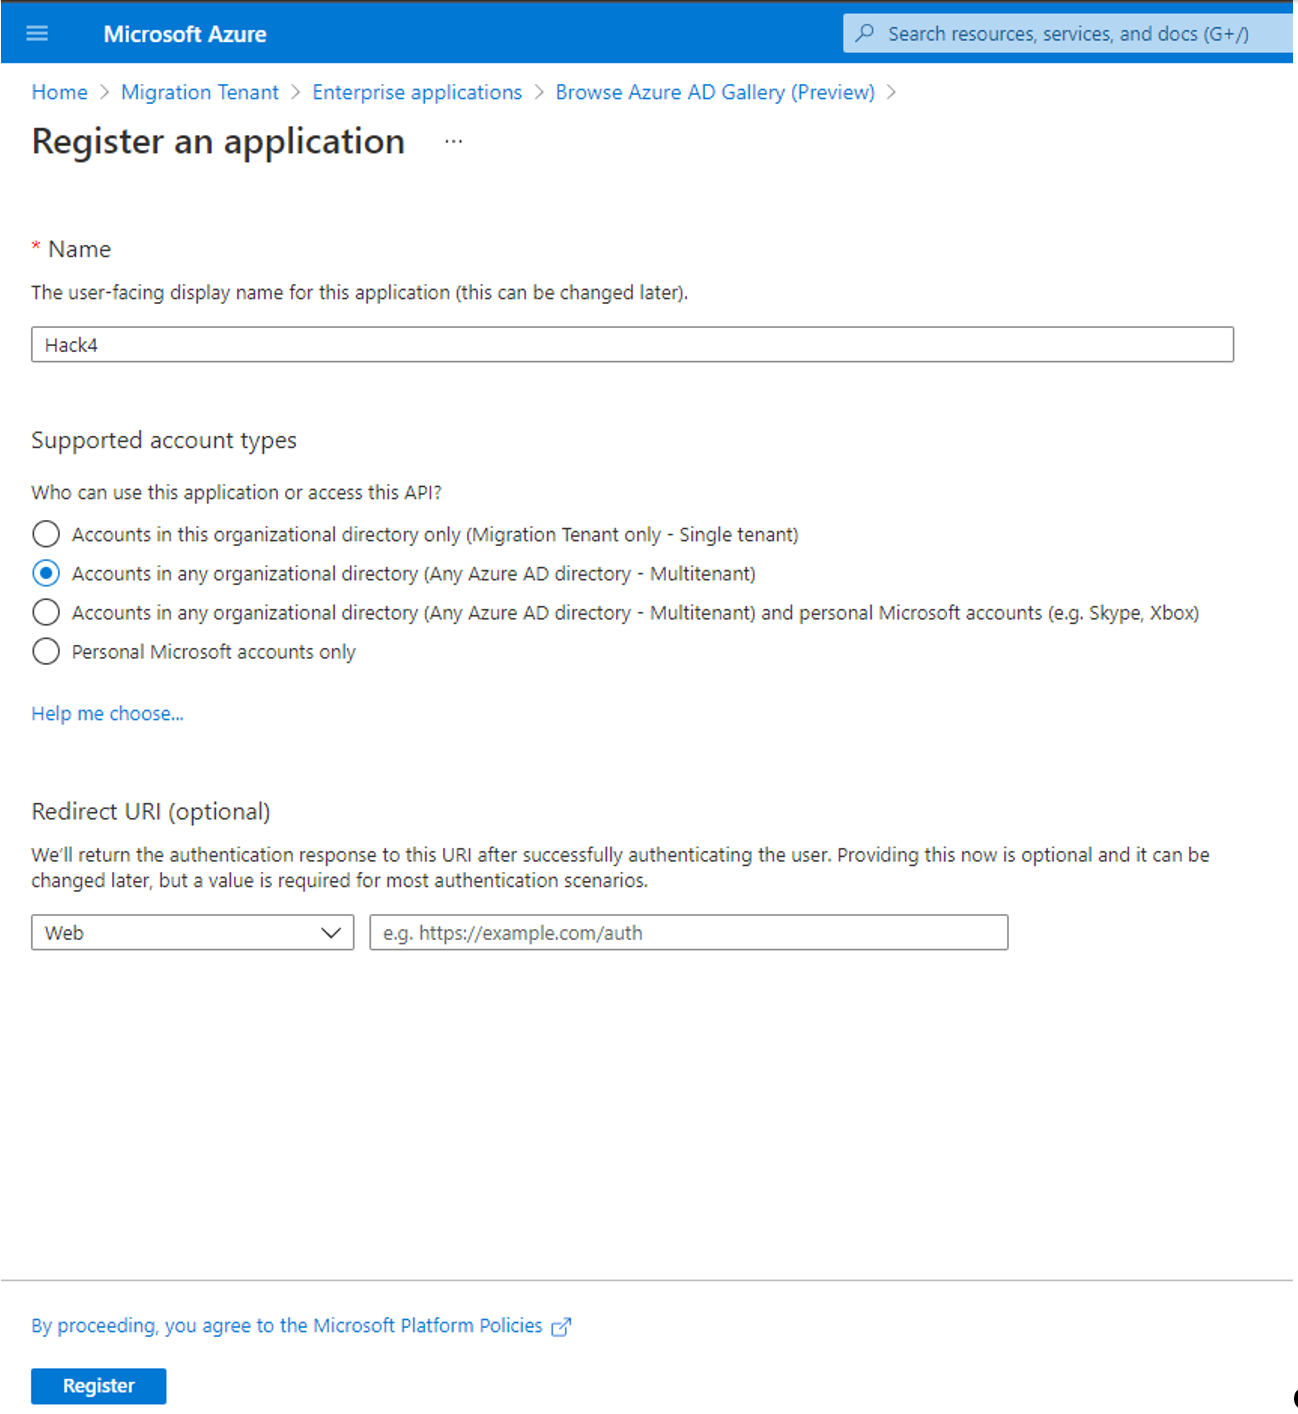 Microsoft Azure
Search resources, services, and docs (G+/)
Home > Migration Tenant > Enterprise applications > Browse Azure AD Gallery (Preview) >
Register an application ...
* Name
The user-facing display name for this application (this can be changed later).
Hack4
Supported account types
Who can use this application or access this API?
Accounts in this organizational directory only (Migration Tenant only - Single tenant)
Accounts in any organizational directory (Any Azure AD directory - Multitenant)
Accounts in any organizational directory (Any Azure AD directory - Multitenant) and personal Microsoft accounts (e.g. Skype, Xbox)
Personal Microsoft accounts only
Help me choose...
Redirect URI (optional)
We'll return the authentication response to this URI after successfully authenticating the user. Providing this now is optional and it can be
changed later, but a value is required for most authentication scenarios.
Web
e.g. https://example.com/auth
By proceeding, you agree to the Microsoft Platform Policies
Register